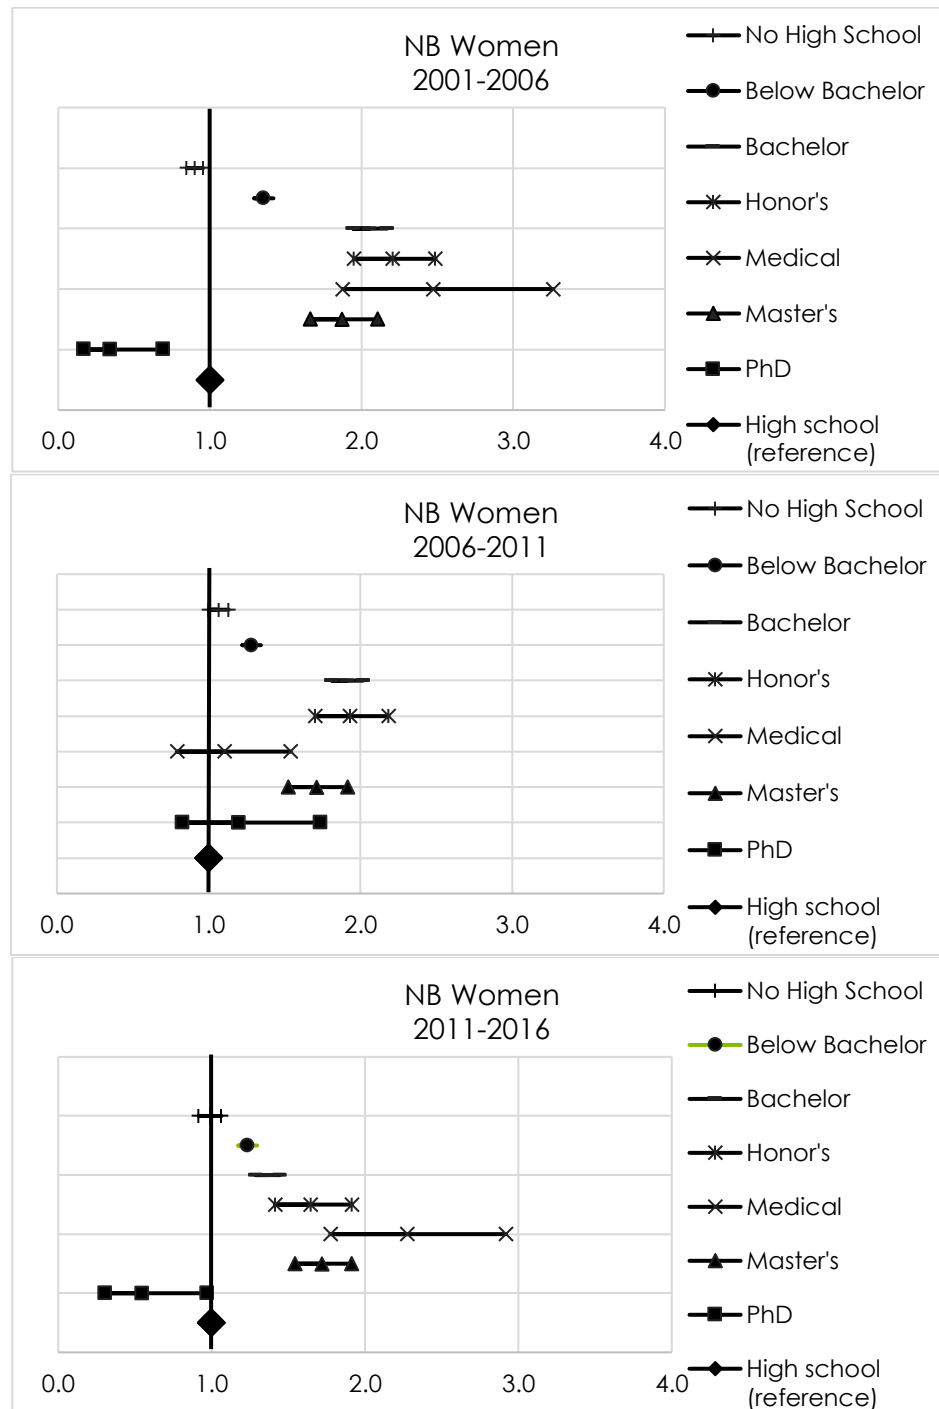 NB Women
2001-2006
No High School
Below Bachelor
Bachelor
Honor's
Medical
Master's
PhD
High school
(reference)
0.0 1.0 2.0 3.0 4.0
NB Women
2006-2011
No High School
Below Bachelor
Bachelor
Honor's
Medical
Master's
PhD
High school
(reference)
0.0 1.0 2.0 3.0 4.0
NB Women
2011-2016
No High School
Below Bachelor
Bachelor
Honor's
Medical
Master's
PhD
High school
(reference)
0.0 1.0 2.0 3.0 4.0